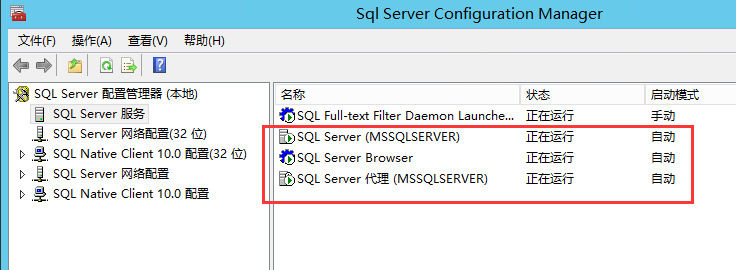 Sql Server Configuration Manager
文件(F) 操作(A) 查看(V) 帮助(H)
SQL Server 配置管理器 (本地)
SQL Server 服务
SQL Server 网络配置(32 位)
SQL Native Client 10.0 配置(32 位)
SQL Server 网络配置
SQL Native Client 10.0 配置
名称 状态 启动模式
SQL Full-text Filter Daemon Launche... 正在运行 手动
SQL Server (MSSQLSERVER) 正在运行 自动
SQL Server Browser 正在运行 自动
SQL Server 代理 (MSSQLSERVER) 正在运行 自动